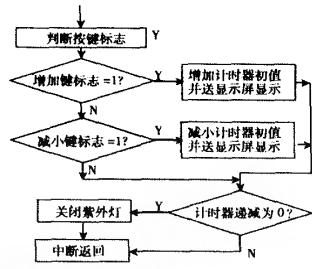 判断按键标志
Y
增加键标志=1?
Y
增加计时器初值
并送显示屏显示
N
减小键标志=1?
Y
减小计时器初值
并送显示屏显示
N
关闭紫外灯
Y
计时器递减为0?
中断返回
N